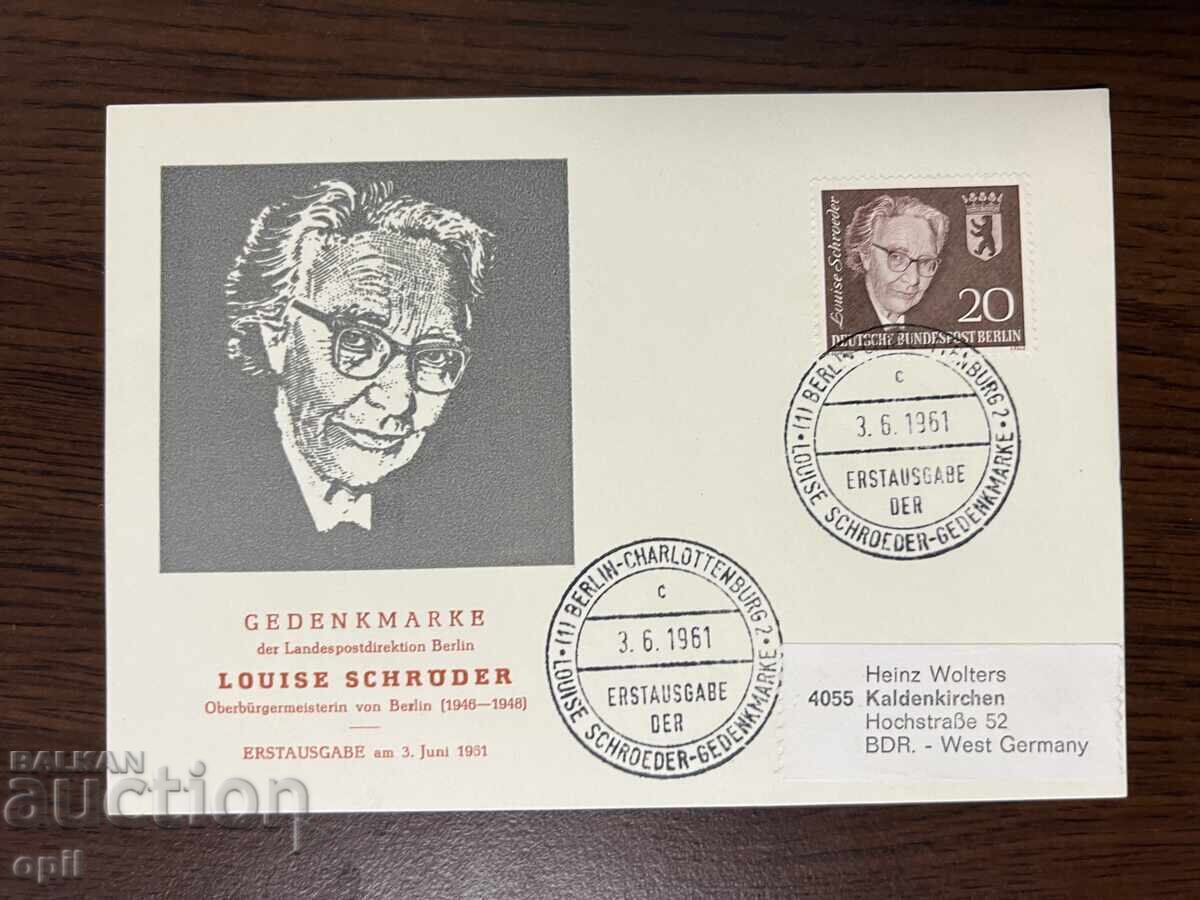 Louise Schroeder
20
DEUTSCHE BUNDESPOST BERLIN
(1) BERLIN-CHARLOTTENBURG 2
c
3.6.1961
ERSTAUSGABE
DER
LOUISE SCHROEDER-GEDENKMARKE
GEDENKMARKE
der Landespostdirektion Berlin
LOUISE SCHRÖDER
Oberbürgermeisterin von Berlin (1946—1948)
ERSTAUSGABE am 3. Juni 1961
(1) BERLIN-CHARLOTTENBURG 2
c
3.6.1961
ERSTAUSGABE
DER
LOUISE SCHROEDER-GEDENKMARKE
Heinz Wolters
4055 Kaldenkirchen
Hochstraße 52
BDR. - West Germany
BALKAN
auction
opil